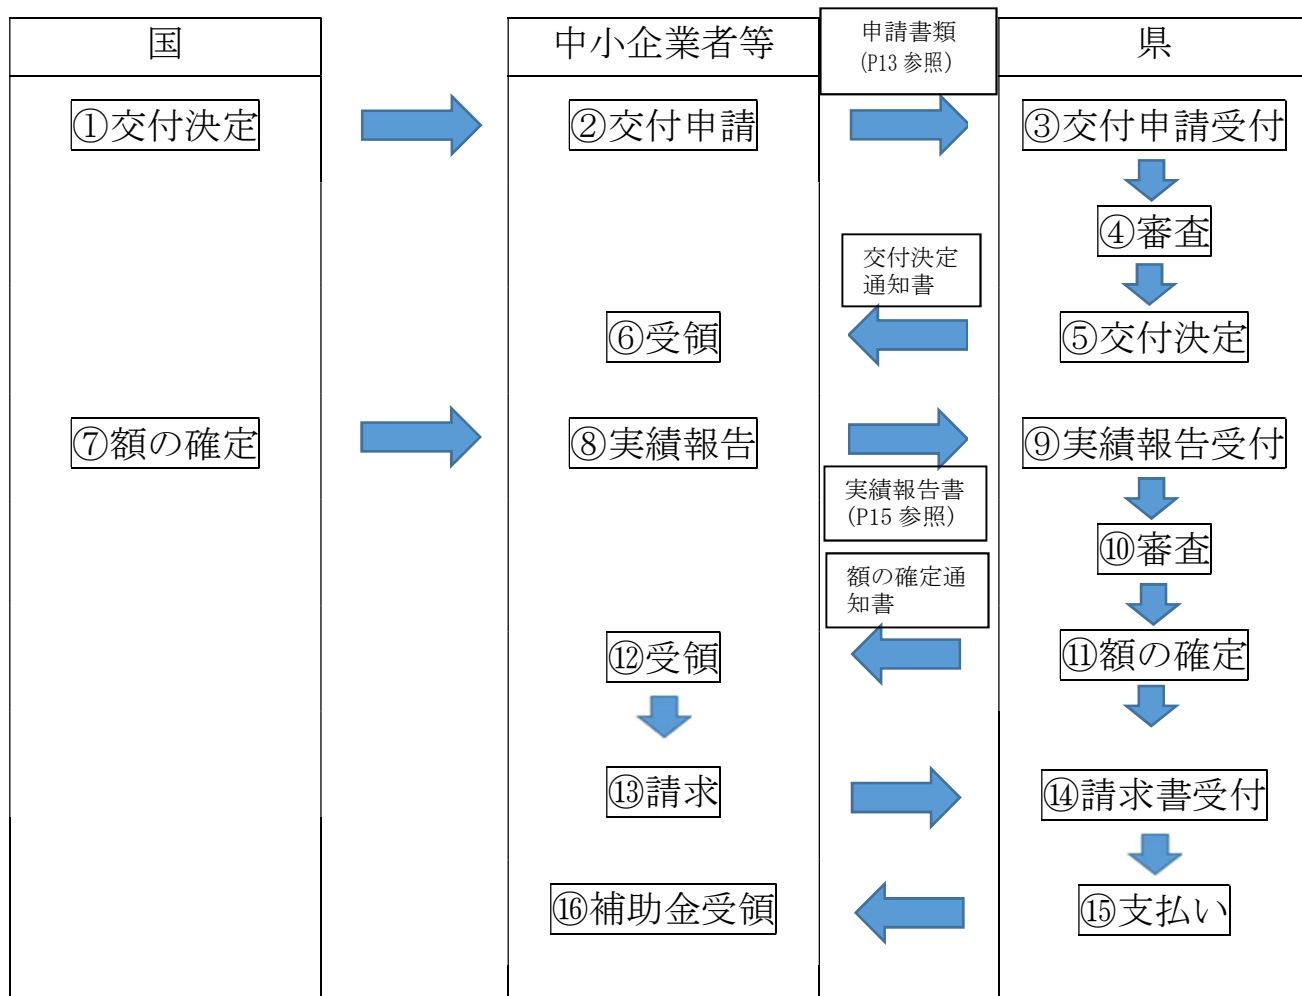 国
中小企業者等
申請書類
(P13 参照)
県
①交付決定
②交付申請
③交付申請受付
④審査
交付決定
通知書
⑥受領
⑤交付決定
⑦額の確定
⑧実績報告
⑨実績報告受付
実績報告書
(P15 参照)
⑩審査
額の確定通
知書
⑫受領
⑪額の確定
⑬請求
⑭請求書受付
⑯補助金受領
⑮支払い